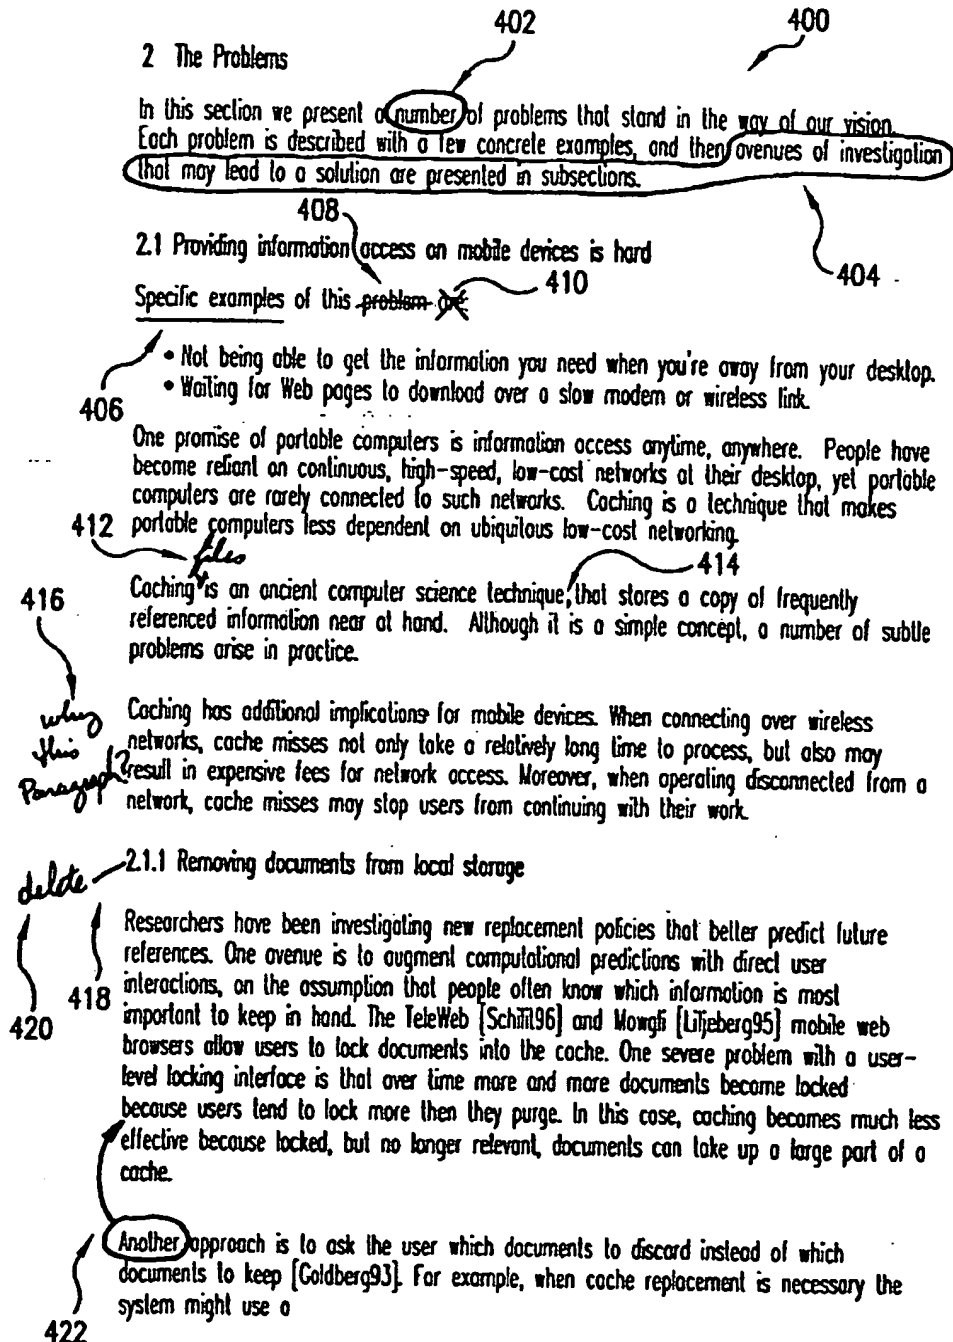 402
400
2 The Problems
In this section we present a number of problems that stand in the way of our vision.
Each problem is described with a few concrete examples, and then avenues of investigation
that may lead to a solution are presented in subsections.
408
2.1 Providing information access on mobile devices is hard
404
410
Specific examples of this problem are:
• Not being able to get the information you need when you're away from your desktop.
• Waiting for Web pages to download over a slow modem or wireless link.
406
One promise of portable computers is information access anytime, anywhere. People have
become reliant on continuous, high-speed, low-cost networks at their desktop, yet portable
computers are rarely connected to such networks. Caching is a technique that makes
portable computers less dependent on ubiquitous low-cost networking.
412
files
414
Caching is an ancient computer science technique, that stores a copy of frequently
referenced information near at hand. Although it is a simple concept, a number of subtle
problems arise in practice.
416
why
this
Paragraph?
Caching has additional implications for mobile devices. When connecting over wireless
networks, cache misses not only take a relatively long time to process, but also may
result in expensive fees for network access. Moreover, when operating disconnected from a
network, cache misses may stop users from continuing with their work.
delete
2.1.1 Removing documents from local storage
Researchers have been investigating new replacement policies that better predict future
references. One avenue is to augment computational predictions with direct user
interactions, on the assumption that people often know which information is most
important to keep in hand. The TeleWeb [Schilit96] and Mowgli [Liljeberg95] mobile web
browsers allow users to lock documents into the cache. One severe problem with a user-
level locking interface is that over time more and more documents become locked
because users tend to lock more then they purge. In this case, caching becomes much less
effective because locked, but no longer relevant, documents can take up a large part of a
cache.
418
420
Another approach is to ask the user which documents to discard instead of which
documents to keep [Goldberg93]. For example, when cache replacement is necessary the
system might use a
422